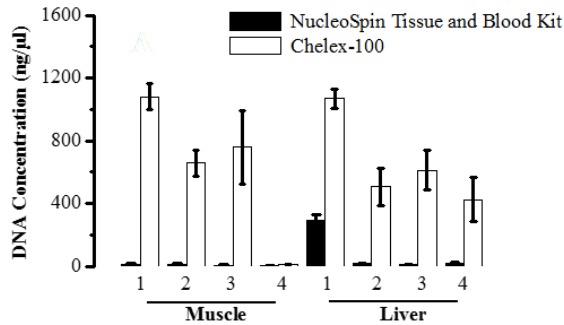 NucleoSpin Tissue and Blood Kit
Chelex-100
DNA Concentration (ng/µl)
1600
1200
800
400
0
1 2 3 4 1 2 3 4
Muscle Liver